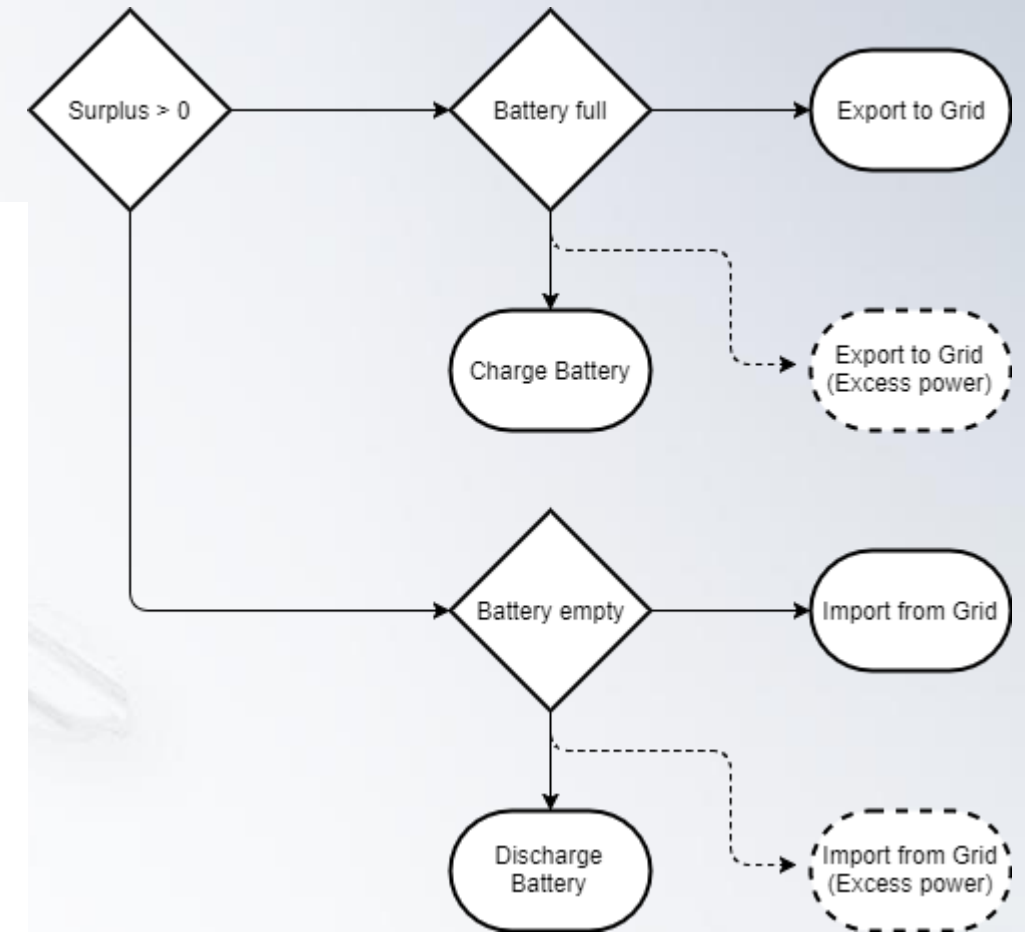 Surplus > 0
Battery full
Export to Grid
Charge Battery
Export to Grid
(Excess power)
Battery empty
Import from Grid
Discharge
Battery
Import from Grid
(Excess power)